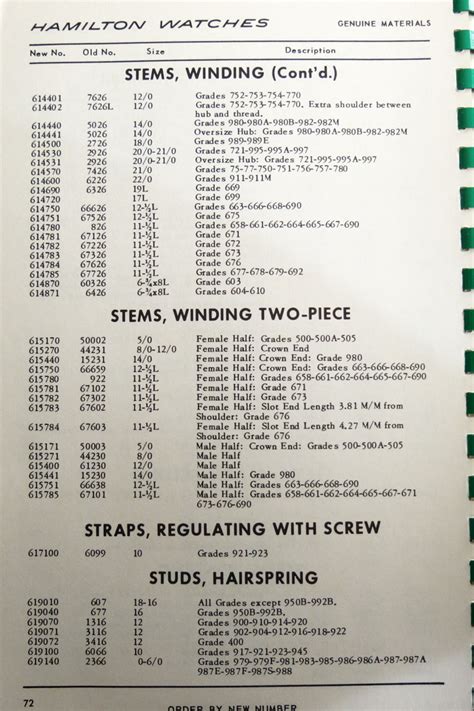 HAMILTON WATCHES GENUINE MATERIALS
New No. Old No. Size Description
STEMS, WINDING (Cont'd.)
614401 7626 12/0 Grades 752-753-754-770
614402 7626L 12/0 Grades 752-753-754-770. Extra shoulder between
hub and thread.
614440 5026 14/0 Grades 980-980A-980B-982-982M
614441 5026 14/0 Oversize Hub: Grades 980-980A-980B-982-982M
614500 2726 18/0 Grades 989-989E
614530 2926 20/0-21/0 Grades 721-995-995A-997
614531 2926 20/0-21/0 Oversize Hub: Grades 721-995-995A-997
614570 7426 21/0 Grades 75-77-750-751-756-757-780
614600 6226 22/0 Grades 911-911M
614690 6326 19L Grade 669
614720 17L Grade 750
614750 66526 12-½L Grades 663-666-668-690
614751 67526 12-½L Grade 675
614780 826 11-½L Grades 658-661-662-664-665-667-679
614781 67126 11-½L Grade 671
614782 67226 11-½L Grade 672
614783 67326 11-½L Grade 673
614784 67626 11-½L Grade 676
614785 67726 11-½L Grades 677-678-679-692
614870 60326 6-¾x8L Grade 603
614871 6426 6-¾x8L Grades 604-610
STEMS, WINDING TWO-PIECE
615170 50002 5/0 Female Half: Grades 500-500A-505
615270 44231 8/0-12/0 Female Half: Crown End
615440 15231 14/0 Female Half: Crown End: Grade 980
615750 66659 12-½L Female Half: Crown End: Grades 663-666-668-690
615780 922 11-½L Female Half: Grades 658-661-662-664-665-667-679
615781 67102 11-½L Female Half: Grade 671
615782 67302 11-½L Female Half: Grade 673
615783 67602 11-½L Female Half: Slot End Length 3.81 M/M from
Shoulder: Grade 676
615784 67603 11-½L Female Half: Slot End Length 4.27 M/M from
Shoulder: Grade 676
615171 50003 5/0 Male Half: Crown End: Grades 500-500A-505
615271 44230 8/0 Male Half
615400 44230 12/0 Male Half
615441 15230 14/0 Male Half: Grade 980
615751 66638 12-½L Male Half: Grades 663-666-668-690
615785 67101 11-½L Male Half: Grades 658-661-662-664-665-667-671
673-676-690
STRAPS, REGULATING WITH SCREW
617100 6099 10 Grades 921-923
STUDS, HAIRSPRING
619010 607 18-16 All Grades except 950B-992B.
619040 677 16 Grades 950B-992B.
619070 1316 12 Grades 900-910-914-920
619071 3116 12 Grades 902-904-912-916-918-922
619072 3416 12 Grade 400
619100 6066 10 Grades 917-921-923-945
619140 2366 0-6/0 Grades 979-979F-981-983-985-986-986A-987-987A
987E-987F-987S-988
72 ORDER BY NEW NUMBER